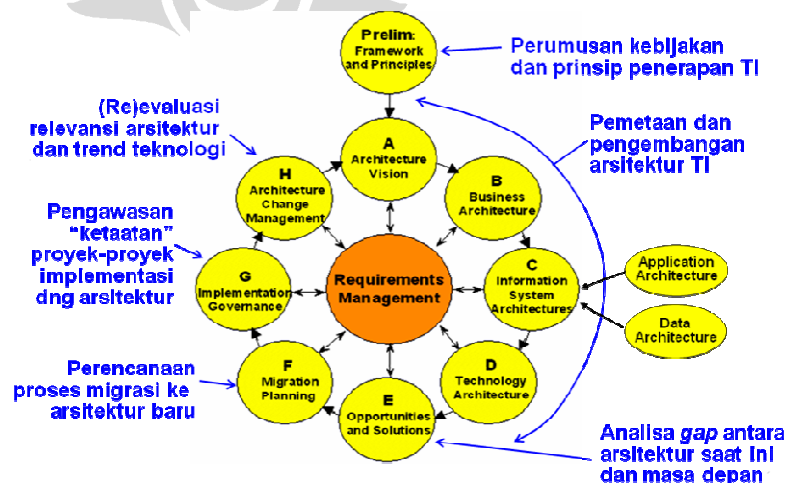 Prelim:
Framework
and Principles
Perumusan kebijakan
dan prinsip penerapan TI
(Re)evaluasi
relevansi arsitektur
dan trend teknologi
A
Architecture
Vision
Pemetaan dan
pengembangan
arsitektur TI
H
Architecture
Change
Management
B
Business
Architecture
Pengawasan
“ketaatan”
proyek-proyek
implementasi
dng arsitektur
G
Implementation
Governance
Requirements
Management
C
Information
System
Architectures
Application
Architecture
Data
Architecture
Perencanaan
proses migrasi ke
arsitektur baru
F
Migration
Planning
D
Technology
Architecture
E
Opportunities
and Solutions
Analisa gap antara
arsitektur saat ini
dan masa depan